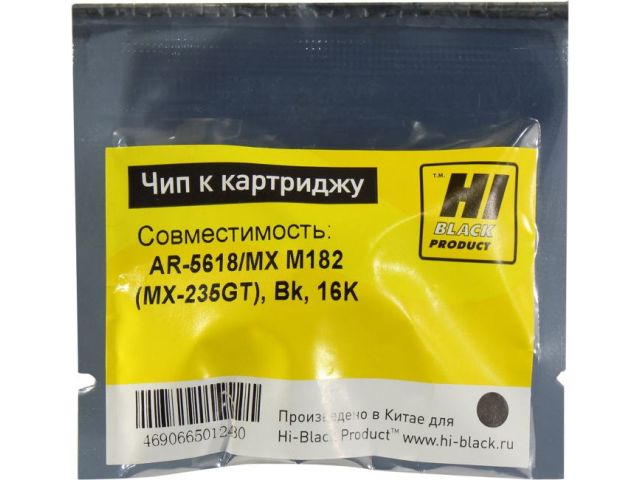 Чип к картриджу
т.м.
HI
BLACK
PRODUCT
Совместимость:
AR-5618/MX M182
(MX-235GT), Bk, 16K
Произведено в Китае для
Hi-Black Product™ www.hi-black.ru